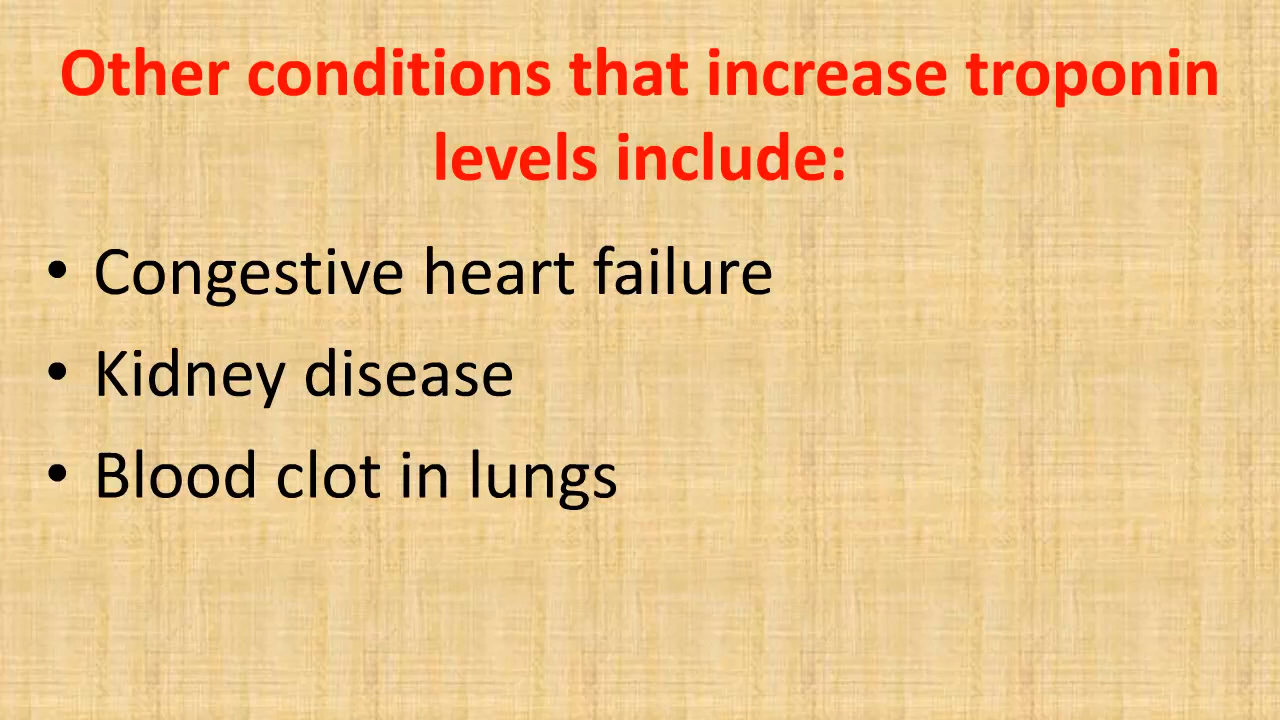 Other conditions that increase troponin
levels include:
• Congestive heart failure
• Kidney disease
• Blood clot in lungs